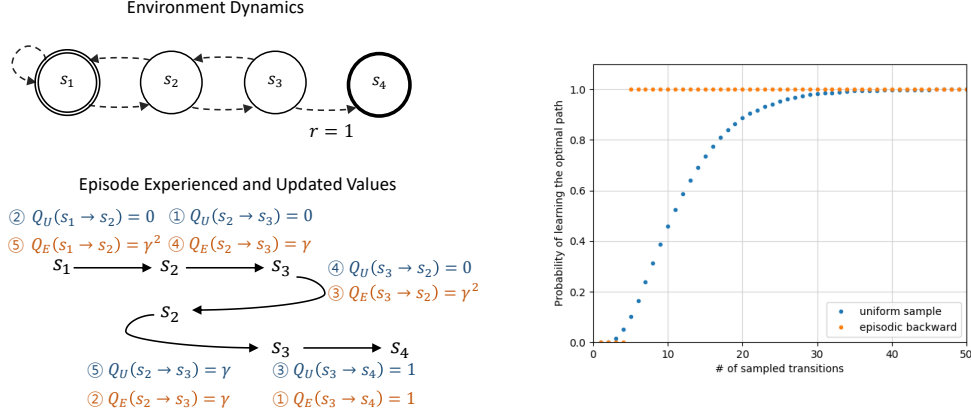 Environment Dynamics
s₁ s₂ s₃ s₄
r = 1
Episode Experienced and Updated Values
② Q_U(s₁ → s₂) = 0 ① Q_U(s₂ → s₃) = 0
⑤ Q_E(s₁ → s₂) = γ² ④ Q_E(s₂ → s₃) = γ
s₁ s₂ s₃
④ Q_U(s₃ → s₂) = 0
③ Q_E(s₃ → s₂) = γ²
s₂
s₃ s₄
⑤ Q_U(s₂ → s₃) = γ ③ Q_U(s₃ → s₄) = 1
② Q_E(s₂ → s₃) = γ ① Q_E(s₃ → s₄) = 1
Probability of learning the optimal path
1.0
0.8
0.6
0.4
0.2
0.0
0 10 20 30 40 50
# of sampled transitions
uniform sample
episodic backward